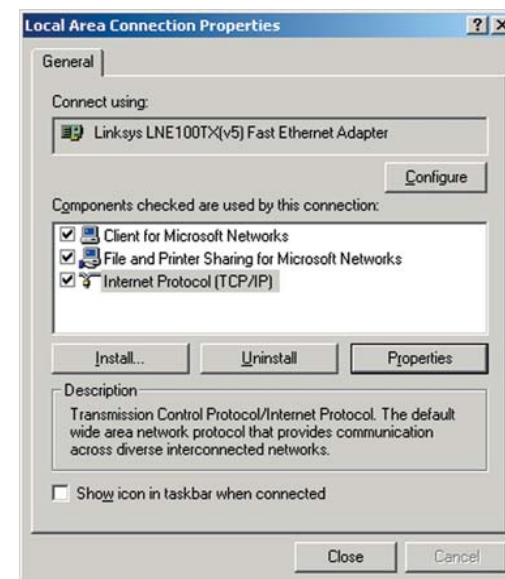 Local Area Connection Properties
General
Connect using:
Linksys LNE100TX(v5) Fast Ethernet Adapter
Configure
Components checked are used by this connection:
Client for Microsoft Networks
File and Printer Sharing for Microsoft Networks
Internet Protocol (TCP/IP)
Install... Uninstall Properties
Description
Transmission Control Protocol/Internet Protocol. The default
wide area network protocol that provides communication
across diverse interconnected networks.
Show icon in taskbar when connected
Close Cancel